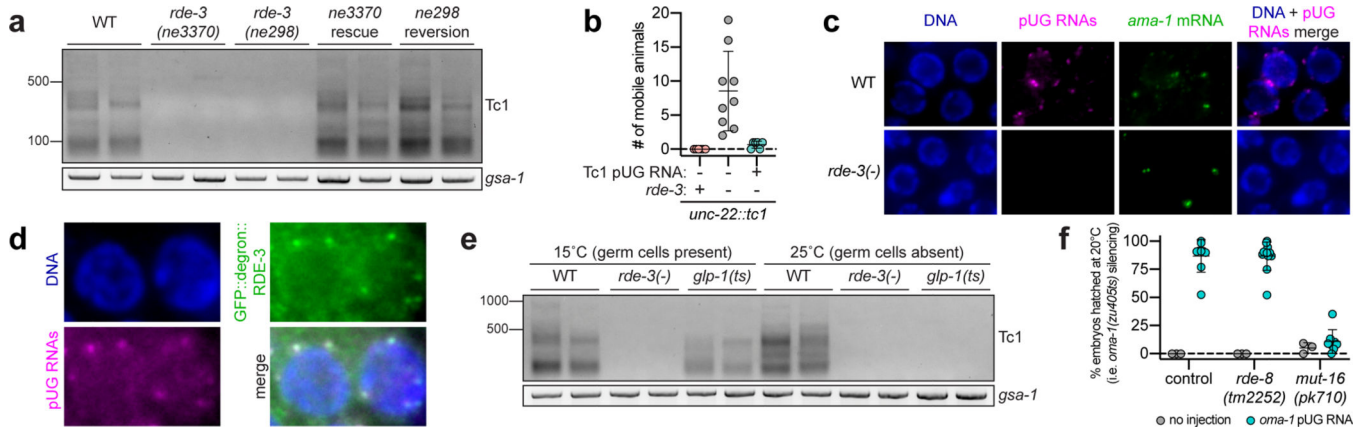 a
WT
rde-3
(ne3370)
rde-3
(ne298)
ne3370
rescue
ne298
reversion
500
100
Tc1
gsa-1
b
# of mobile animals
20
15
10
5
0
Tc1 pUG RNA: - - +
rde-3: + - -
unc-22::tc1
c
DNA
pUG RNAs
ama-1 mRNA
DNA + pUG
RNAs merge
WT
rde-3(-)
d
DNA
GFP::degron::
RDE-3
pUG RNAs
merge
e
15˚C (germ cells present)
25˚C (germ cells absent)
WT
rde-3(-)
glp-1(ts)
WT
rde-3(-)
glp-1(ts)
1000
500
Tc1
gsa-1
f
% embryos hatched at 20°C
(i.e. oma-1(zu405ts) silencing)
100
75
50
25
0
control
rde-8
(tm2252)
mut-16
(pk710)
no injection
oma-1 pUG RNA